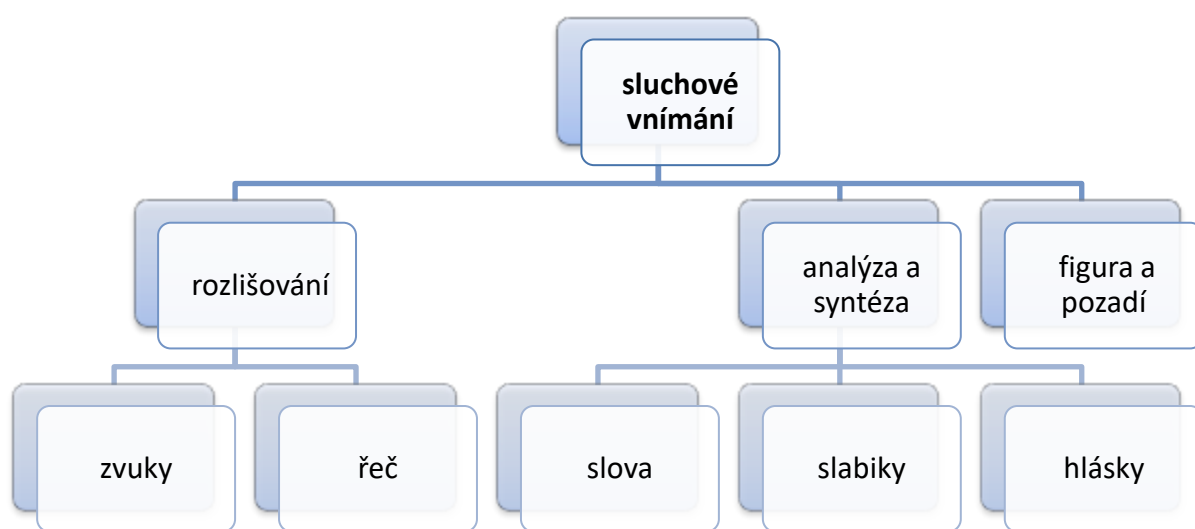 sluchové
vnímání
rozlišování
analýza a
syntéza
figura a
pozadí
zvuky
řeč
slova
slabiky
hlásky